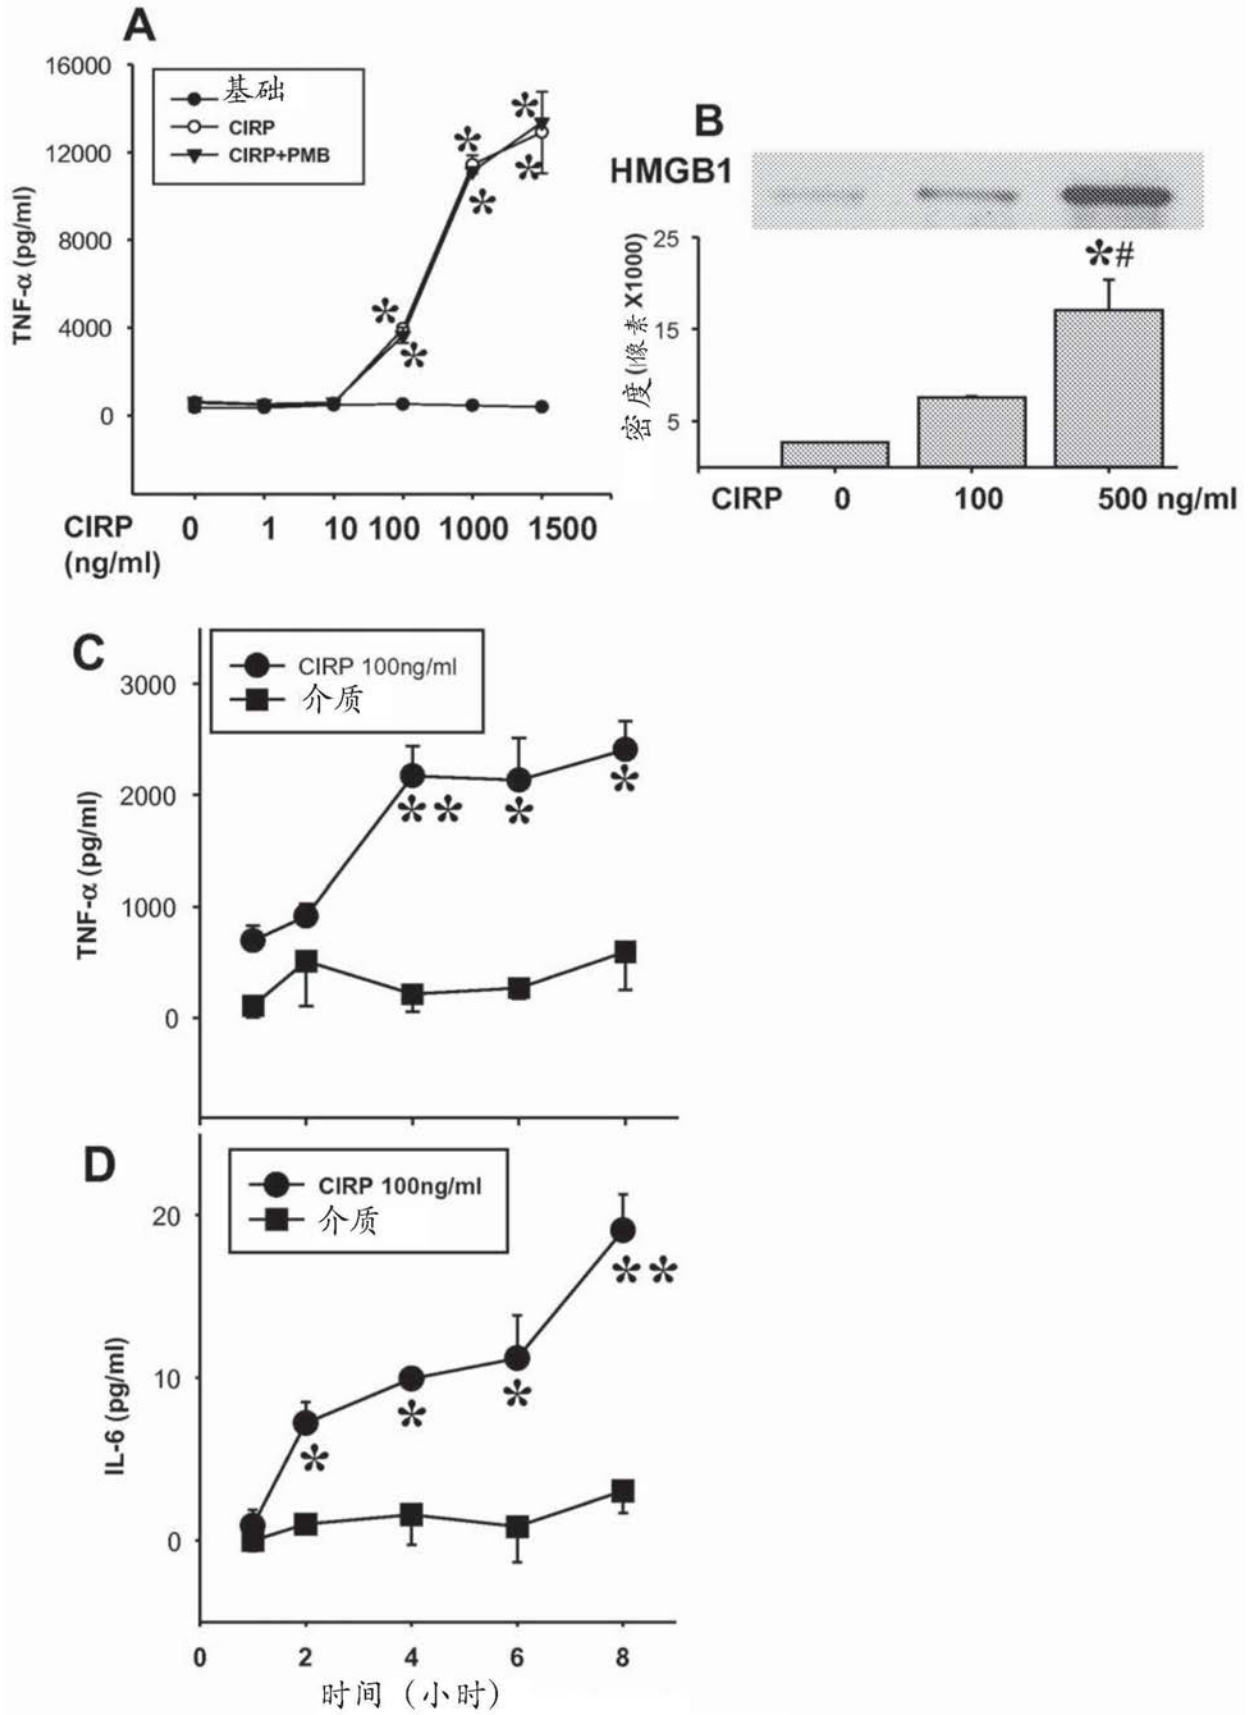 A
16000
12000
8000
4000
0
TNF-α (pg/ml)
基础
CIRP
CIRP+PMB
* * * * * *
CIRP 0 1 10 100 1000 1500
(ng/ml)
B
HMGB1
25
15
5
密度(像素 X1000)
*#
CIRP 0 100 500 ng/ml
C
CIRP 100ng/ml
介质
3000
2000
1000
0
TNF-α (pg/ml)
** * *
D
CIRP 100ng/ml
介质
20
10
0
IL-6 (pg/ml)
* * * **
0 2 4 6 8
时间 (小时)